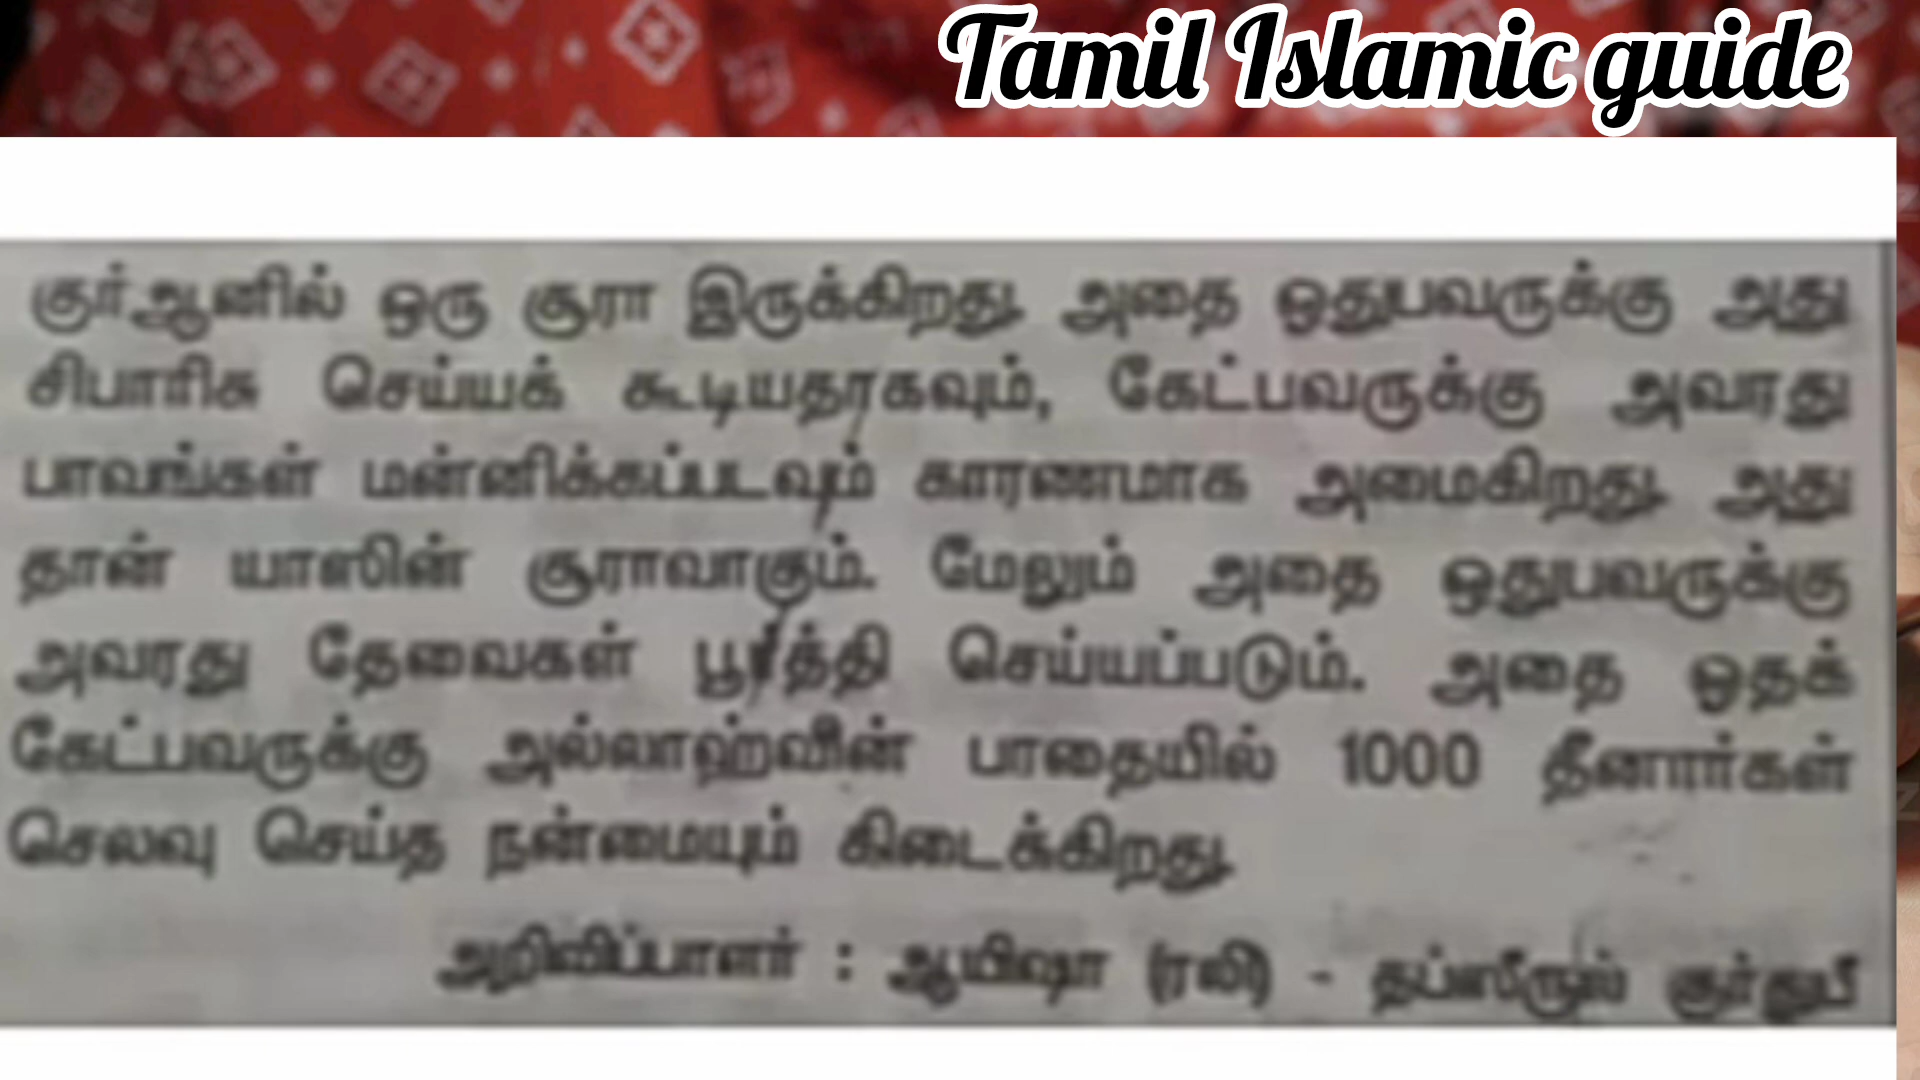 Tamil Islamic guide
குர்ஆனில் ஒரு சூரா இருக்கிறது. அதை ஓதுபவருக்கு அது
சிபாரிசு செய்யக் கூடியதாகவும், கேட்பவருக்கு அவரது
பாவங்கள் மன்னிக்கப்படவும் காரணமாக அமைகிறது. அது
தான் யாஸின் சூராவாகும். மேலும் அதை ஓதுபவருக்கு
அவரது தேவைகள் பூர்த்தி செய்யப்படும். அதை ஓதக்
கேட்பவருக்கு அல்லாஹ்வின் பாதையில் 1000 தீனார்கள்
செலவு செய்த நன்மையும் கிடைக்கிறது.
அறிவிப்பாளர் : ஆயிஷா (ரலி) - தப்ஸீருல் குர்துபீ